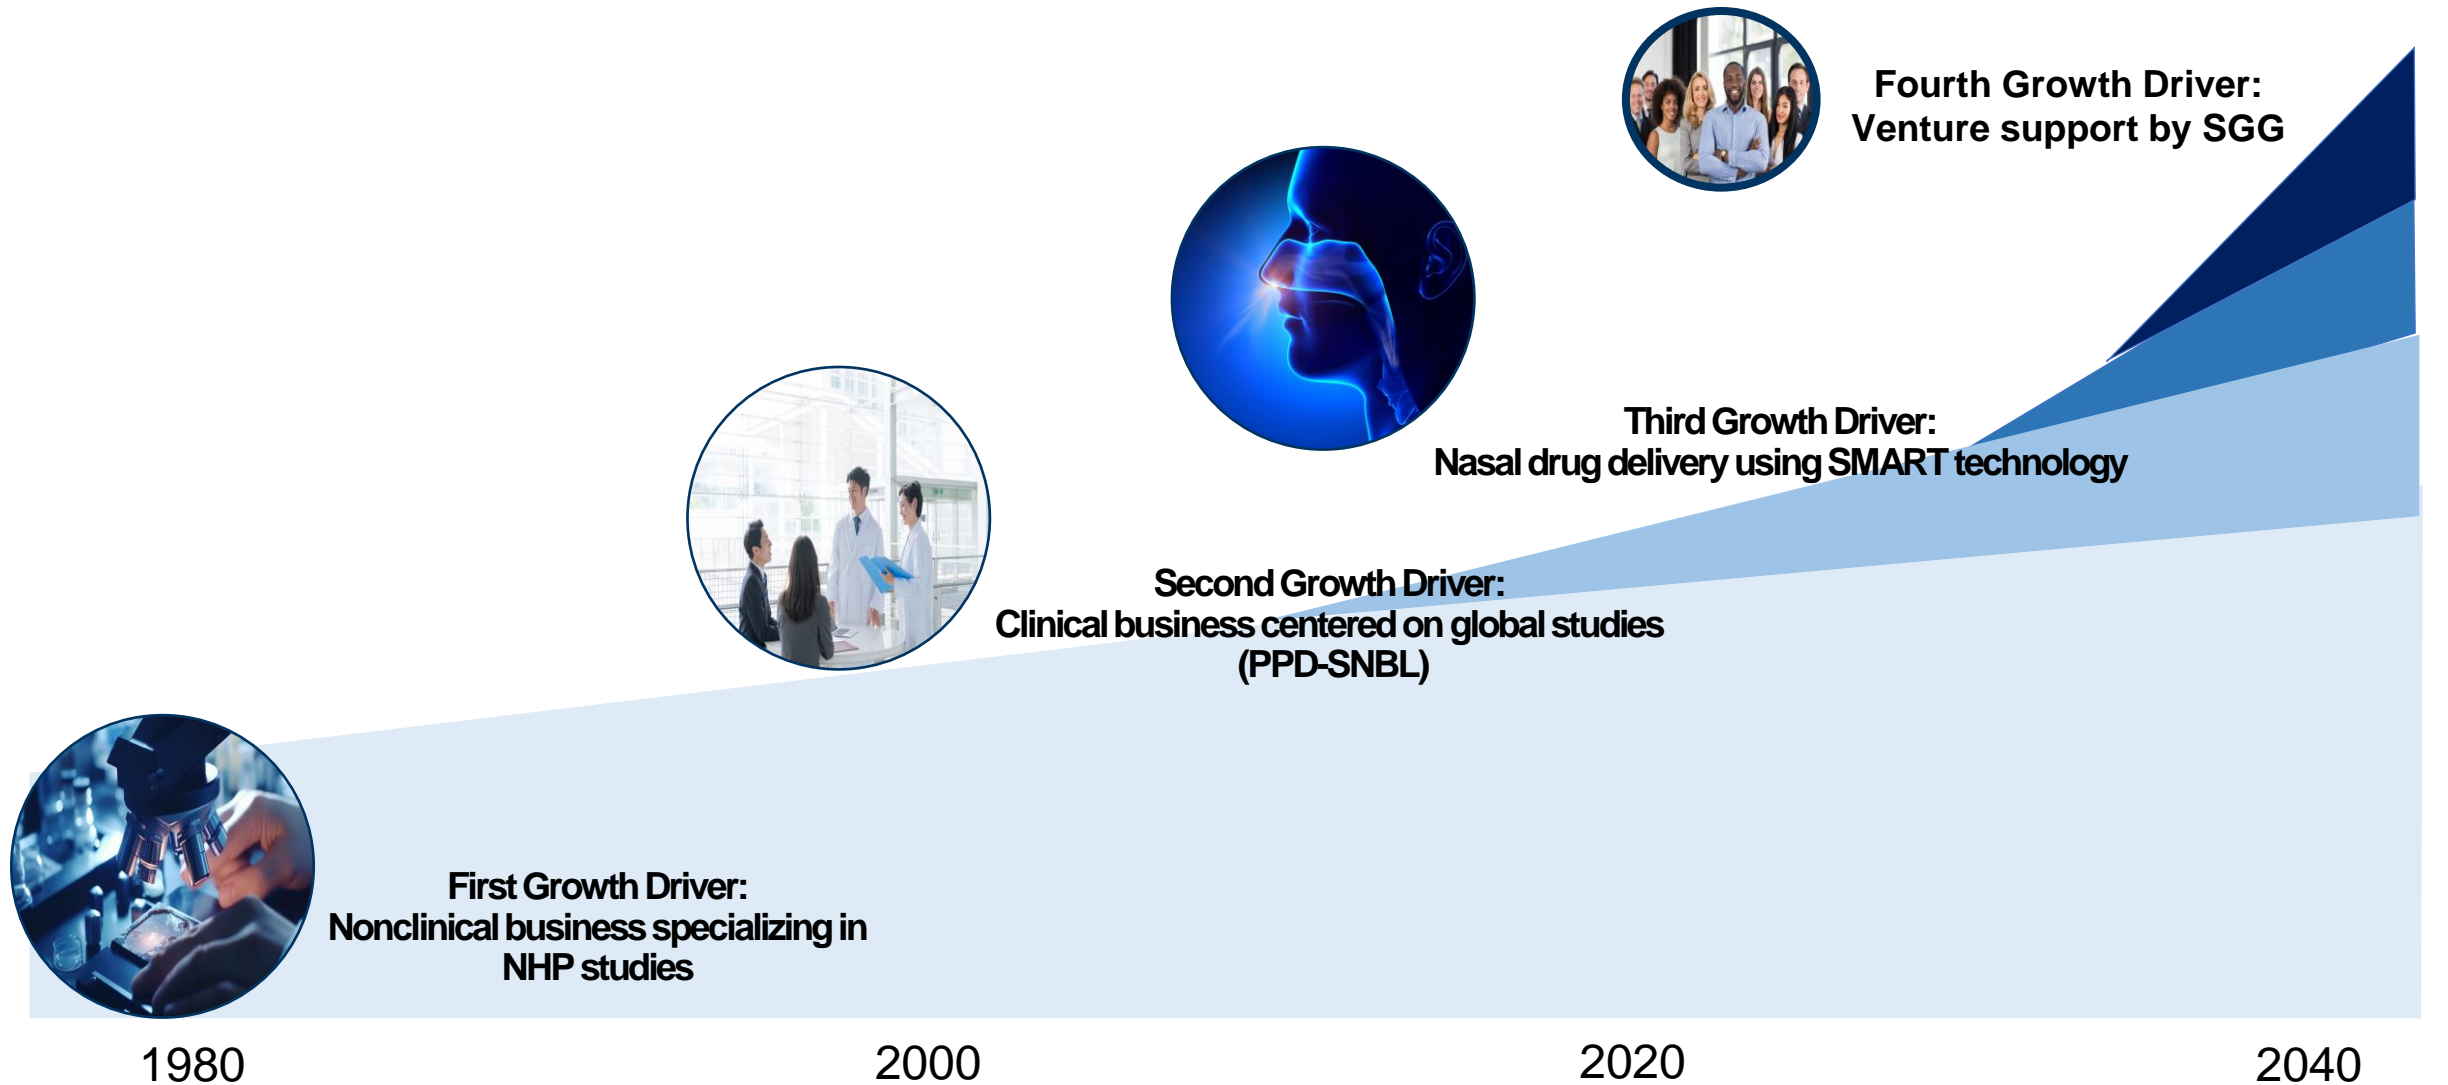 Fourth Growth Driver:
Venture support by SGG
Third Growth Driver:
Nasal drug delivery using SMART technology
Second Growth Driver:
Clinical business centered on global studies
(PPD-SNBL)
First Growth Driver:
Nonclinical business specializing in
NHP studies
1980
2000
2020
2040